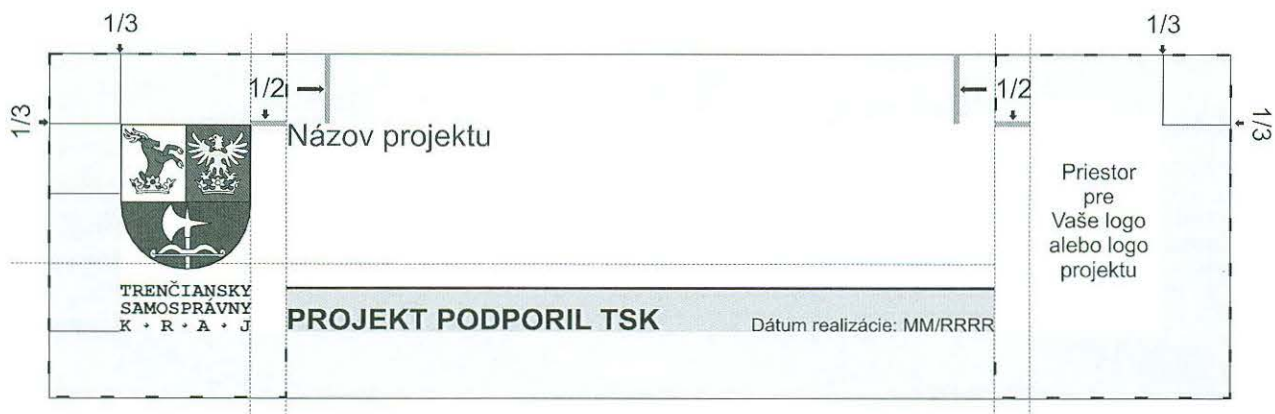 1/3
1/3
1/2
1/2
1/3
1/3
Názov projektu
Priestor
pre
Vaše logo
alebo logo
projektu
TRENČIANSKY
SAMOSPRÁVNY
K · R · A · J
PROJEKT PODPORIL TSK
Dátum realizácie: MM/RRRR